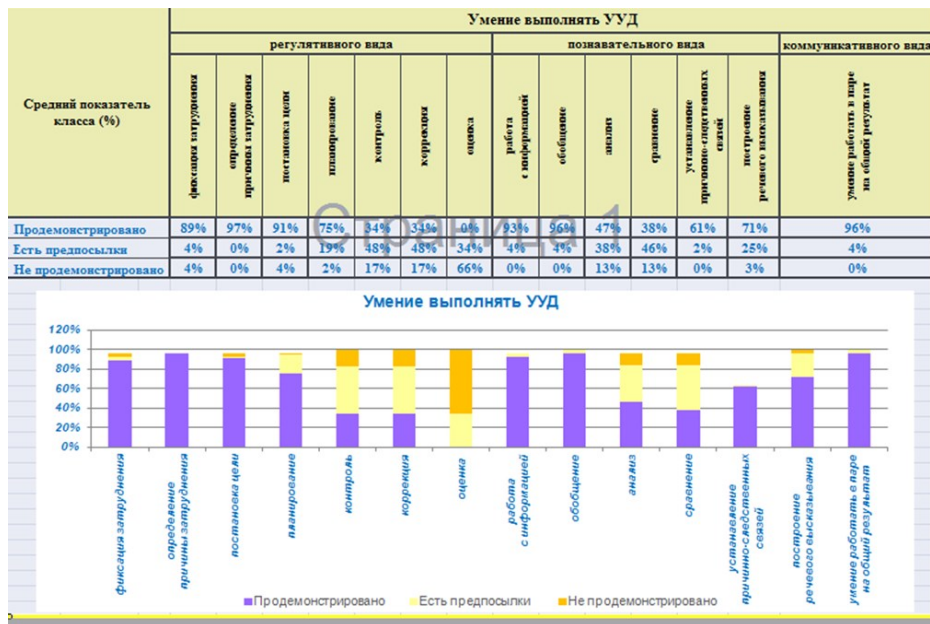 Умение выполнять УУД
регулятивного вида
познавательного вида
коммуникативного вида
Средний показатель
класса (%)
фиксация затруднения
определение
причины затруднения
постановка цели
планирование
контроль
коррекция
оценка
работа
с информацией
обобщение
анализ
сравнение
установление
причинно-следственных
связей
построение
речевого высказывания
умение работать в паре
на общий результат
Страница 1
Продемонстрировано 89% 97% 91% 75% 34% 34% 0% 93% 96% 47% 38% 61% 71% 96%
Есть предпосылки 4% 0% 2% 19% 48% 48% 34% 4% 4% 38% 46% 2% 25% 4%
Не продемонстрировано 4% 0% 4% 2% 17% 17% 66% 0% 0% 13% 13% 0% 3% 0%
Умение выполнять УУД
120%
100%
80%
60%
40%
20%
0%
фиксация затруднения
определение
причины затруднения
постановка цели
планирование
контроль
коррекция
оценка
работа
с информацией
обобщение
анализ
сравнение
установление
причинно-следственных
связей
построение
речевого высказывания
умение работать в паре
на общий результат
Продемонстрировано Есть предпосылки Не продемонстрировано